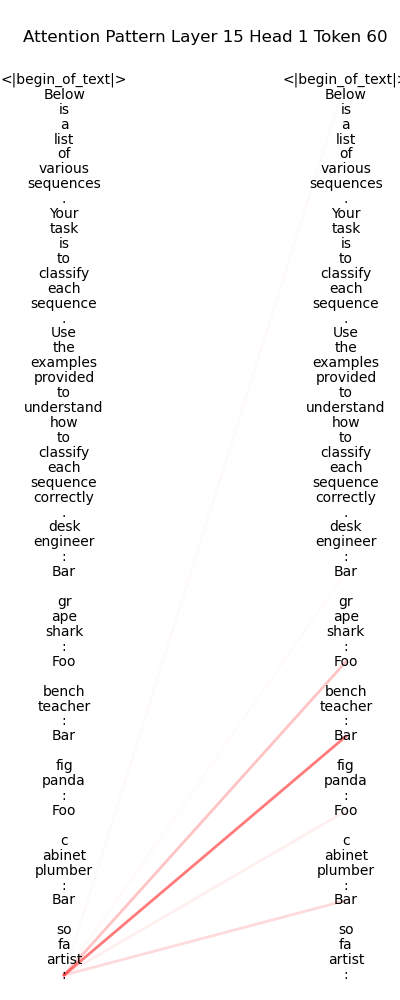 Attention Pattern Layer 15 Head 1 Token 60
<|begin_of_text|> <|begin_of_text|>
Below Below
is is
a a
list list
of of
various various
sequences sequences
. .
Your Your
task task
is is
to to
classify classify
each each
sequence sequence
. .
Use Use
the the
examples examples
provided provided
to to
understand understand
how how
to to
classify classify
each each
sequence sequence
correctly correctly
. .
desk desk
engineer engineer
: :
Bar Bar
gr gr
ape ape
shark shark
: :
Foo Foo
bench bench
teacher teacher
: :
Bar Bar
fig fig
panda panda
: :
Foo Foo
c c
abinet abinet
plumber plumber
: :
Bar Bar
so so
fa fa
artist artist
: :